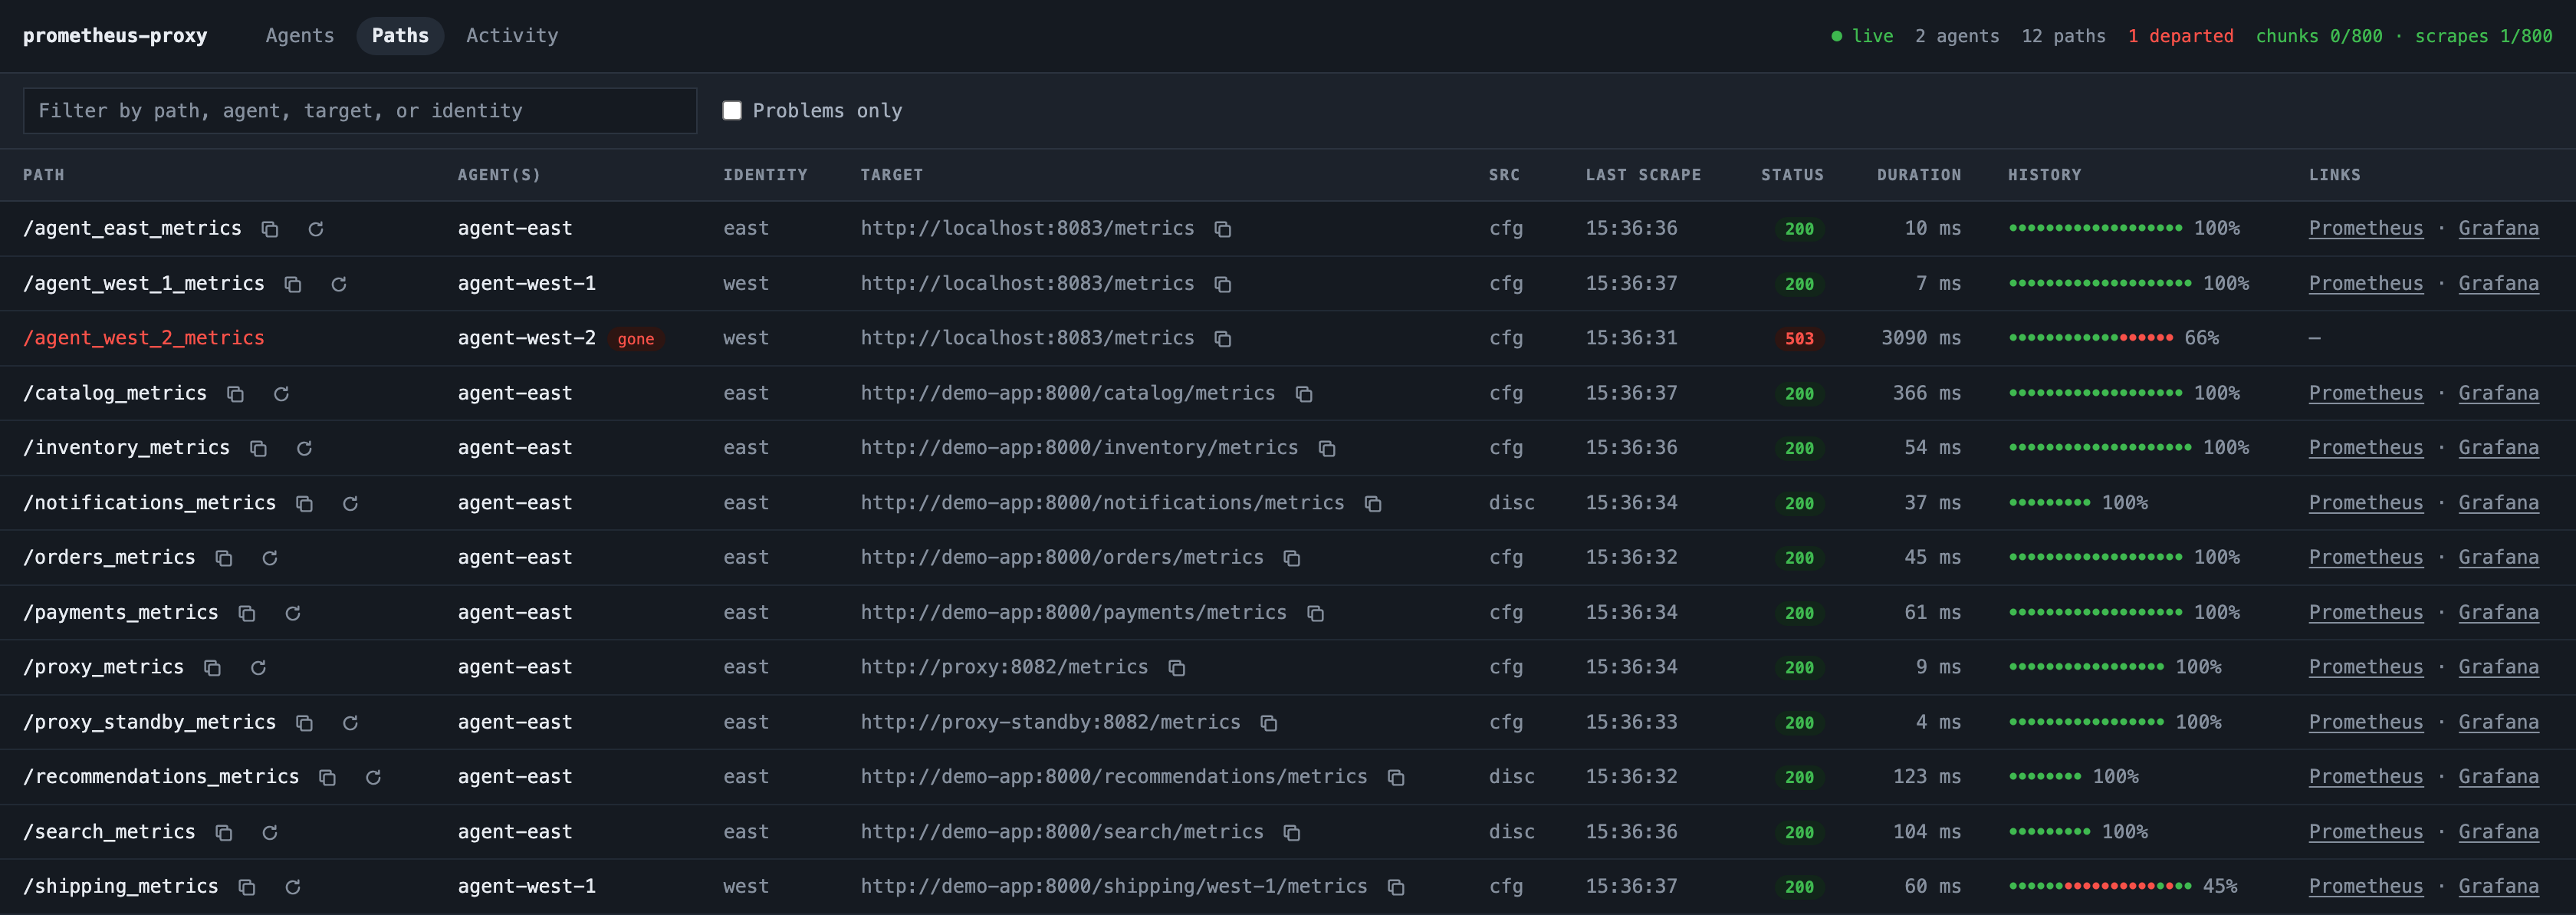 prometheus-proxy Agents Paths Activity live 2 agents 12 paths 1 departed chunks 0/800 · scrapes 1/800
Filter by path, agent, target, or identity Problems only
PATH AGENT(S) IDENTITY TARGET SRC LAST SCRAPE STATUS DURATION HISTORY LINKS
/agent_east_metrics agent-east east http://localhost:8083/metrics cfg 15:36:36 200 10 ms 100% Prometheus · Grafana
/agent_west_1_metrics agent-west-1 west http://localhost:8083/metrics cfg 15:36:37 200 7 ms 100% Prometheus · Grafana
/agent_west_2_metrics agent-west-2 gone west http://localhost:8083/metrics cfg 15:36:31 503 3090 ms 66% —
/catalog_metrics agent-east east http://demo-app:8000/catalog/metrics cfg 15:36:37 200 366 ms 100% Prometheus · Grafana
/inventory_metrics agent-east east http://demo-app:8000/inventory/metrics cfg 15:36:36 200 54 ms 100% Prometheus · Grafana
/notifications_metrics agent-east east http://demo-app:8000/notifications/metrics disc 15:36:34 200 37 ms 100% Prometheus · Grafana
/orders_metrics agent-east east http://demo-app:8000/orders/metrics cfg 15:36:32 200 45 ms 100% Prometheus · Grafana
/payments_metrics agent-east east http://demo-app:8000/payments/metrics cfg 15:36:34 200 61 ms 100% Prometheus · Grafana
/proxy_metrics agent-east east http://proxy:8082/metrics cfg 15:36:34 200 9 ms 100% Prometheus · Grafana
/proxy_standby_metrics agent-east east http://proxy-standby:8082/metrics cfg 15:36:33 200 4 ms 100% Prometheus · Grafana
/recommendations_metrics agent-east east http://demo-app:8000/recommendations/metrics disc 15:36:32 200 123 ms 100% Prometheus · Grafana
/search_metrics agent-east east http://demo-app:8000/search/metrics disc 15:36:36 200 104 ms 100% Prometheus · Grafana
/shipping_metrics agent-west-1 west http://demo-app:8000/shipping/west-1/metrics cfg 15:36:37 200 60 ms 45% Prometheus · Grafana